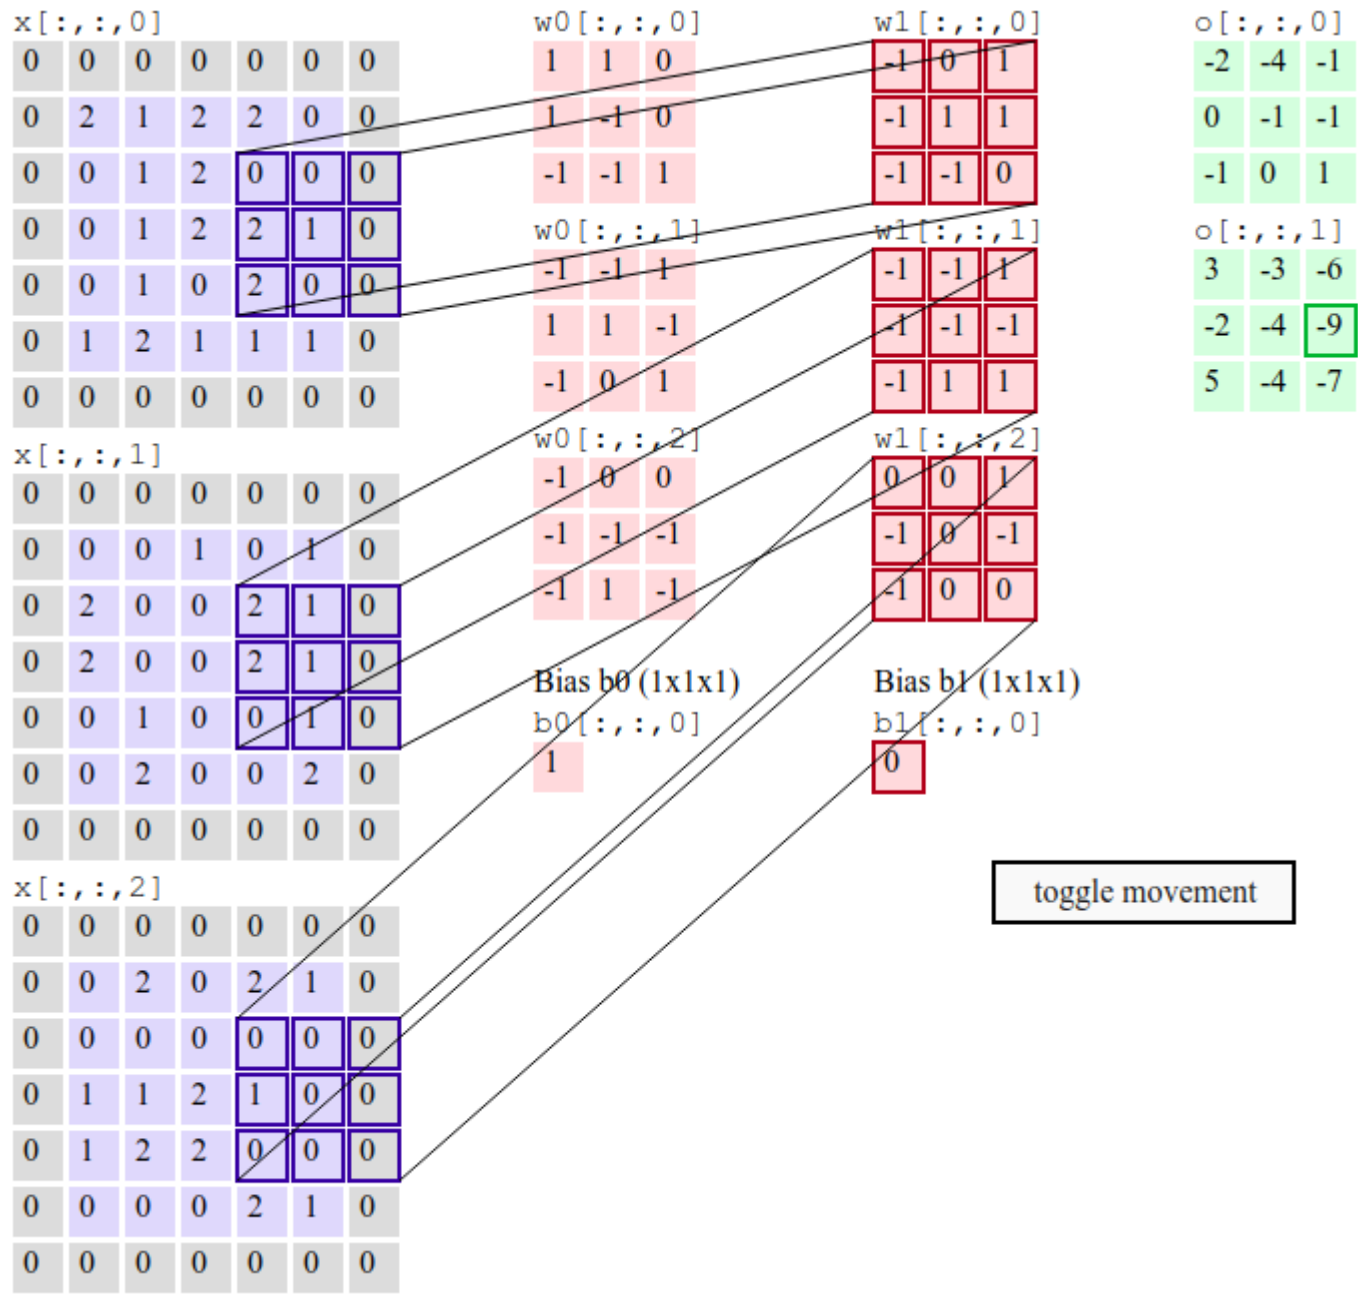 x[:,:,0]
0 0 0 0 0 0 0
0 2 1 2 2 0 0
0 0 1 2 0 0 0
0 0 1 2 2 1 0
0 0 1 0 2 0 0
0 1 2 1 1 1 0
0 0 0 0 0 0 0
x[:,:,1]
0 0 0 0 0 0 0
0 0 0 1 0 1 0
0 2 0 0 2 1 0
0 2 0 0 2 1 0
0 0 1 0 0 1 0
0 0 2 0 0 2 0
0 0 0 0 0 0 0
x[:,:,2]
0 0 0 0 0 0 0
0 0 2 0 2 1 0
0 0 0 0 0 0 0
0 1 1 2 1 0 0
0 1 2 2 0 0 0
0 0 0 0 2 1 0
0 0 0 0 0 0 0
w0[:,:,0]
1 1 0
1 -1 0
-1 -1 1
w0[:,:,1]
-1 -1 1
1 1 -1
-1 0 1
w0[:,:,2]
-1 0 0
-1 -1 -1
-1 1 -1
Bias b0 (1x1x1)
b0[:,:,0]
1
w1[:,:,0]
-1 0 1
-1 1 1
-1 -1 0
w1[:,:,1]
-1 -1 1
-1 -1 -1
-1 1 1
w1[:,:,2]
0 0 1
-1 0 -1
-1 0 0
Bias b1 (1x1x1)
b1[:,:,0]
0
o[:,:,0]
-2 -4 -1
0 -1 -1
-1 0 1
o[:,:,1]
3 -3 -6
-2 -4 -9
5 -4 -7
toggle movement